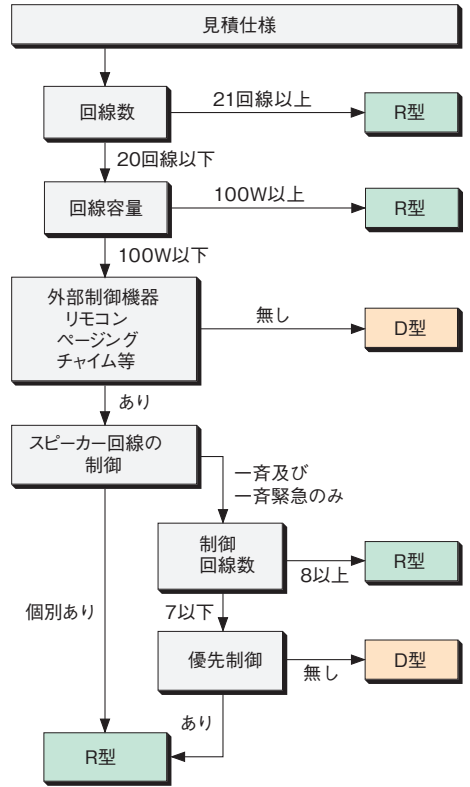 見積仕様
回線数
21回線以上
R型
20回線以下
回線容量
100W以上
R型
100W以下
外部制御機器
リモコン
ページング
チャイム等
無し
D型
あり
スピーカー回線の
制御
一斉及び
一斉緊急のみ
制御
回線数
8以上
R型
個別あり
7以下
優先制御
無し
D型
あり
R型